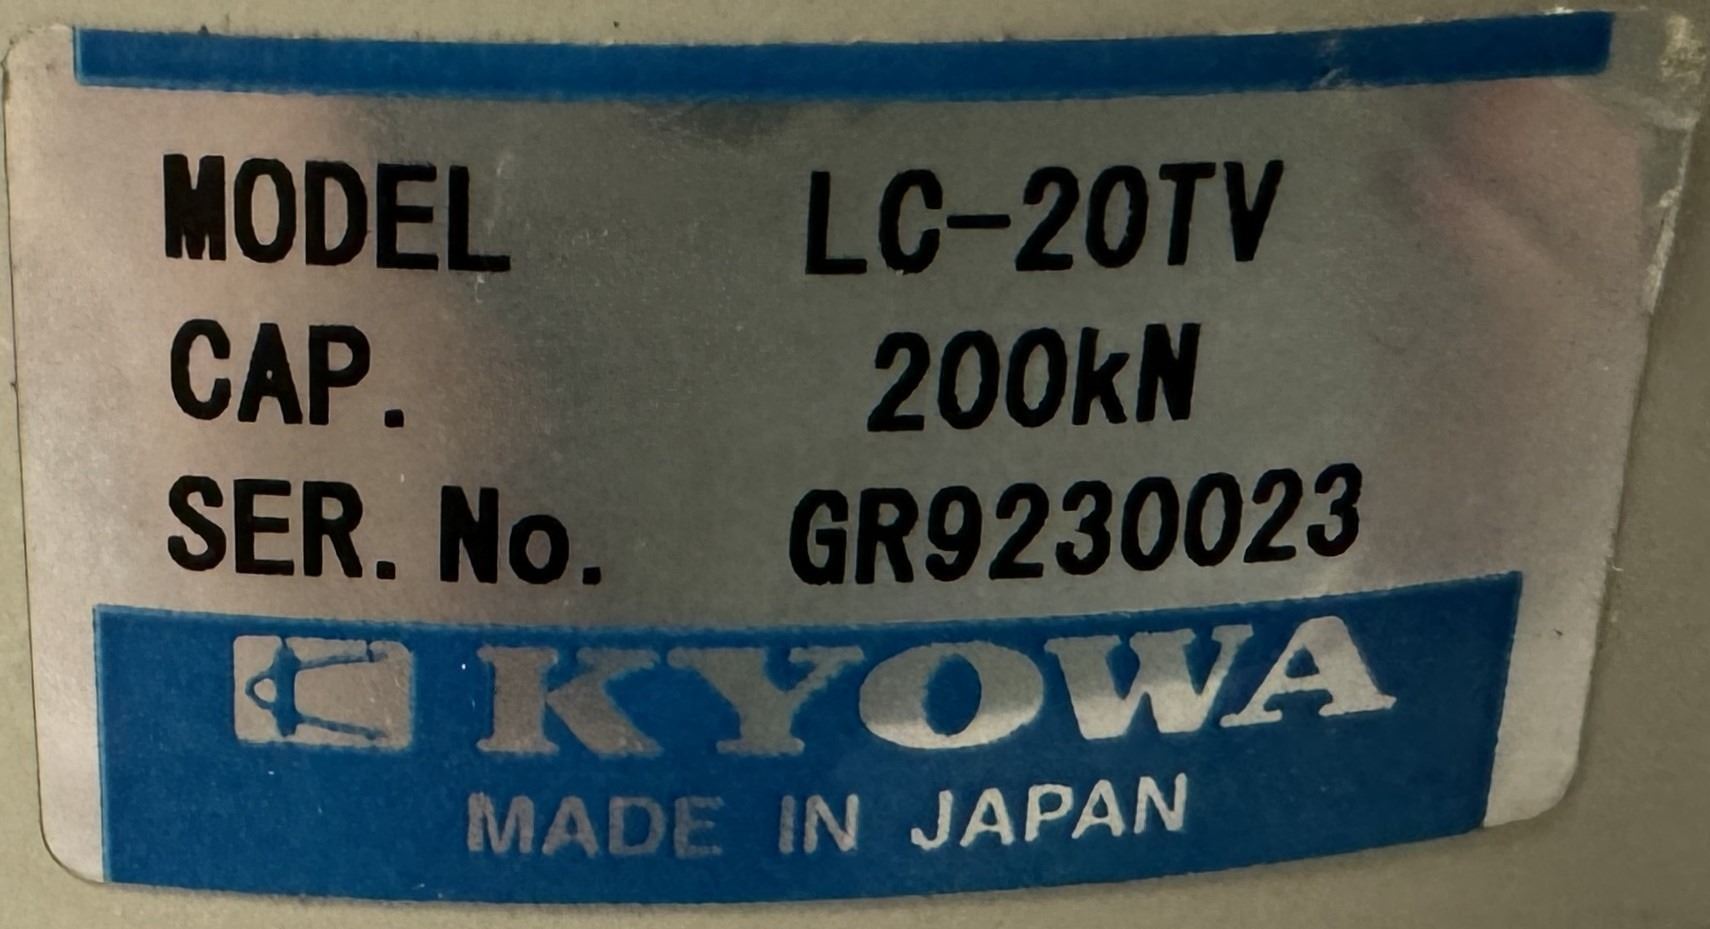 MODEL LC-20TV
CAP. 200kN
SER. No. GR9230023
KYOWA
MADE IN JAPAN